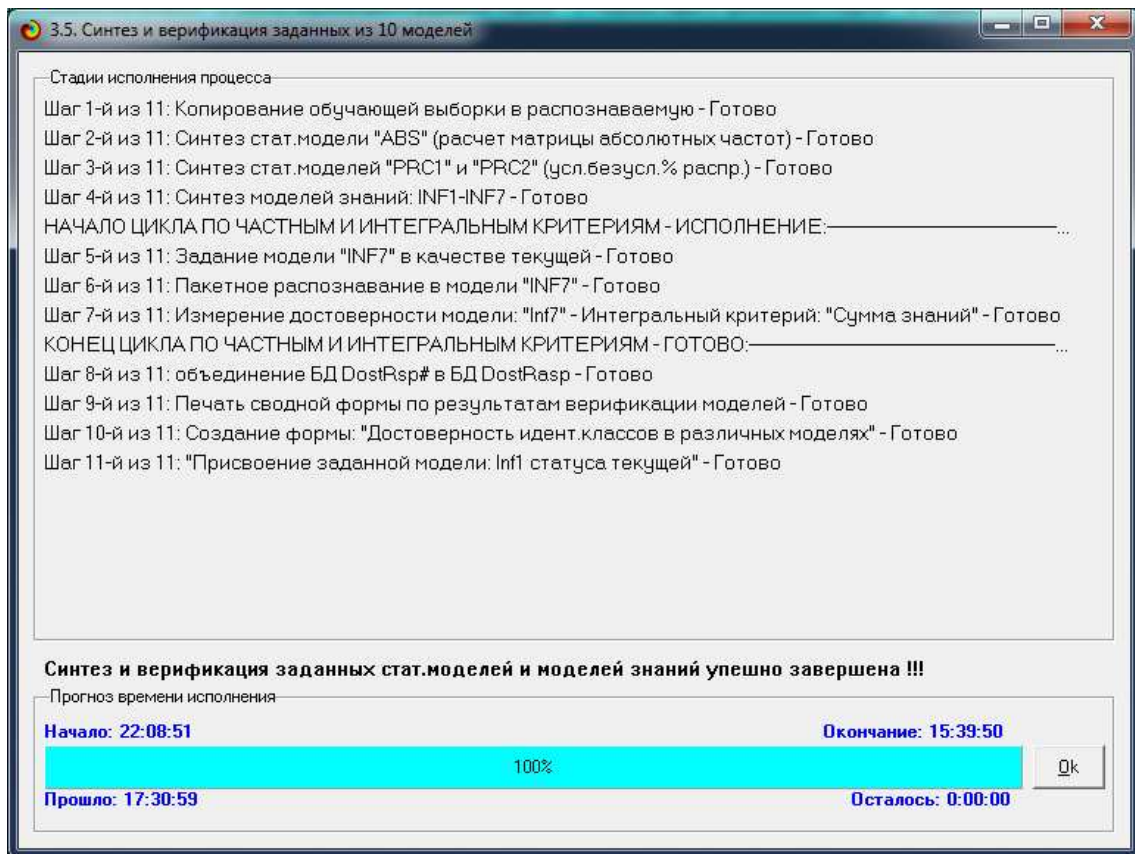 3.5. Синтез и верификация заданных из 10 моделей
Стадии исполнения процесса
Шаг 1-й из 11: Копирование обучающей выборки в распознаваемую - Готово
Шаг 2-й из 11: Синтез стат.модели "ABS" (расчет матрицы абсолютных частот) - Готово
Шаг 3-й из 11: Синтез стат.моделей "PRC1" и "PRC2" (усл.безусл.% распр.) - Готово
Шаг 4-й из 11: Синтез моделей знаний: INF1-INF7 - Готово
НАЧАЛО ЦИКЛА ПО ЧАСТНЫМ И ИНТЕГРАЛЬНЫМ КРИТЕРИЯМ - ИСПОЛНЕНИЕ:————————————...
Шаг 5-й из 11: Задание модели "INF7" в качестве текущей - Готово
Шаг 6-й из 11: Пакетное распознавание в модели "INF7" - Готово
Шаг 7-й из 11: Измерение достоверности модели: "Inf7" - Интегральный критерий: "Сумма знаний" - Готово
КОНЕЦ ЦИКЛА ПО ЧАСТНЫМ И ИНТЕГРАЛЬНЫМ КРИТЕРИЯМ - ГОТОВО:————————————...
Шаг 8-й из 11: объединение БД DostRsp# в БД DostRasp - Готово
Шаг 9-й из 11: Печать сводной формы по результатам верификации моделей - Готово
Шаг 10-й из 11: Создание формы: "Достоверность идент.классов в различных моделях" - Готово
Шаг 11-й из 11: "Присвоение заданной модели: Inf1 статуса текущей" - Готово
Синтез и верификация заданных стат.моделей и моделей знаний упешно завершена !!!
Прогноз времени исполнения
Начало: 22:08:51 Окончание: 15:39:50
100% Ok
Прошло: 17:30:59 Осталось: 0:00:00